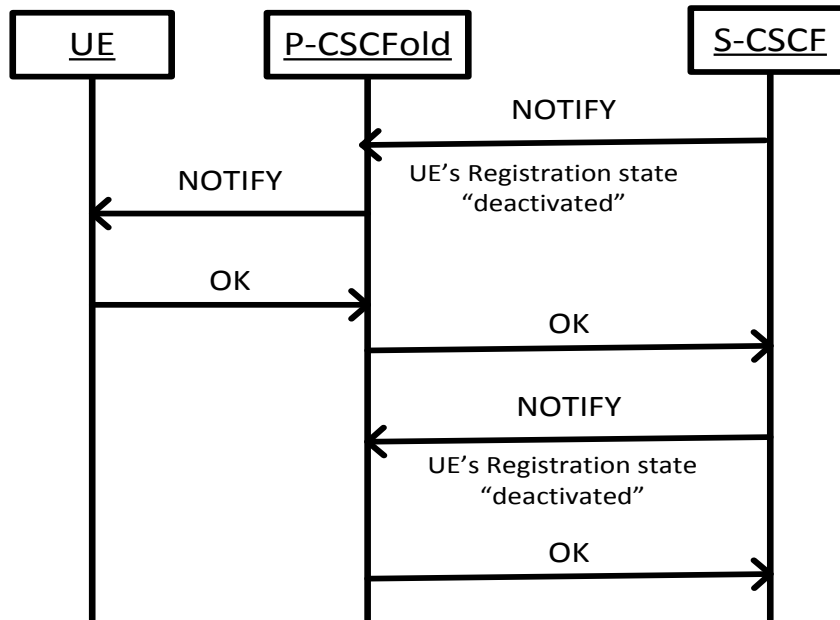 UE
P-CSCFold
S-CSCF
NOTIFY
UE’s Registration state
“deactivated”
NOTIFY
OK
OK
NOTIFY
UE’s Registration state
“deactivated”
OK